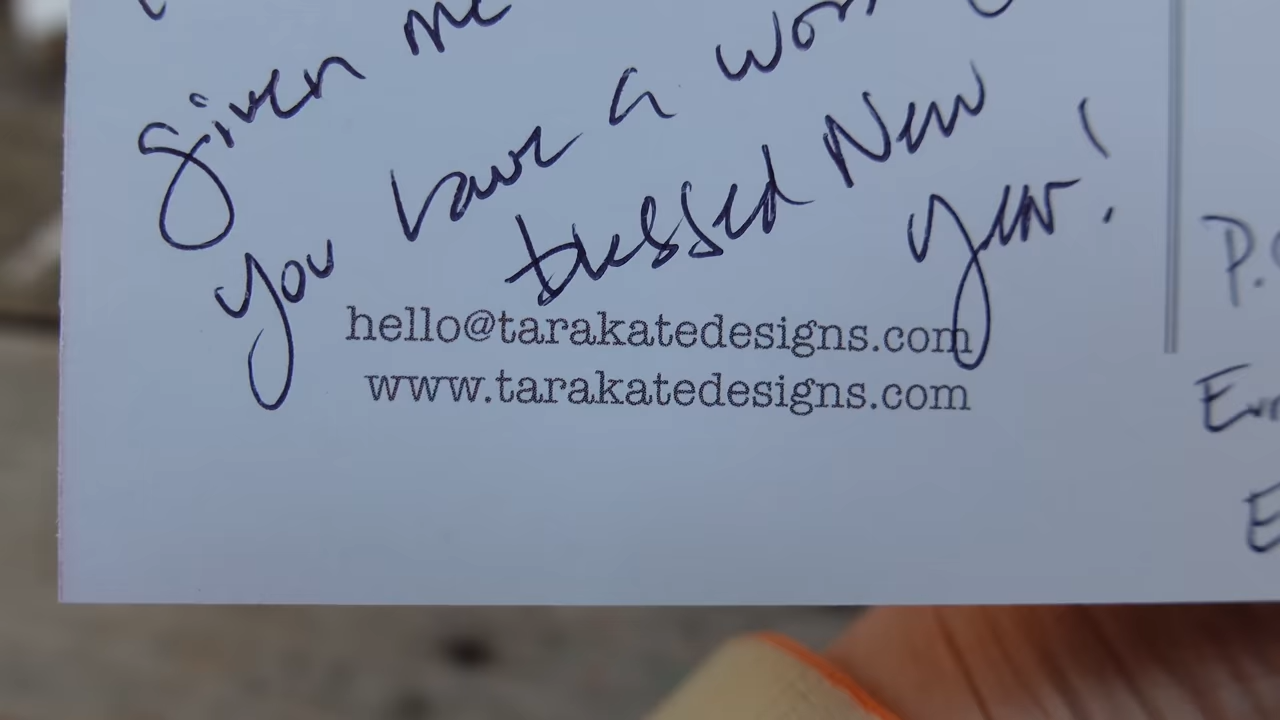 given me
you have a
blessed New
Year!
hello@tarakatedesigns.com
www.tarakatedesigns.com
P.
E